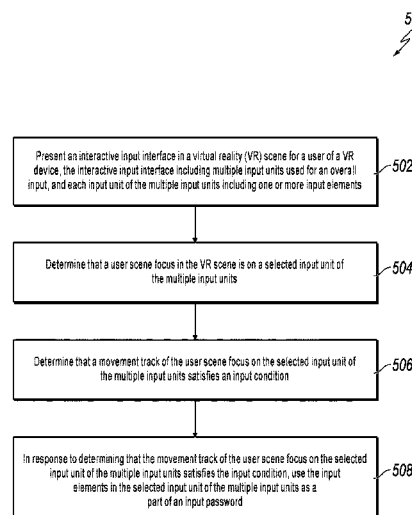 5
Present an interactive input interface in a virtual reality (VR) scene for a user of a VR
device, the interactive input interface including multiple input units used for an overall
input, and each input unit of the multiple input units including one or more input elements
502
Determine that a user scene focus in the VR scene is on a selected input unit of
the multiple input units
504
Determine that a movement track of the user scene focus on the selected input unit of
the multiple input units satisfies an input condition
506
In response to determining that the movement track of the user scene focus on the selected
input unit of the multiple input units satisfies the input condition, use the input
elements in the selected input unit of the multiple input units as a
part of an input password
508